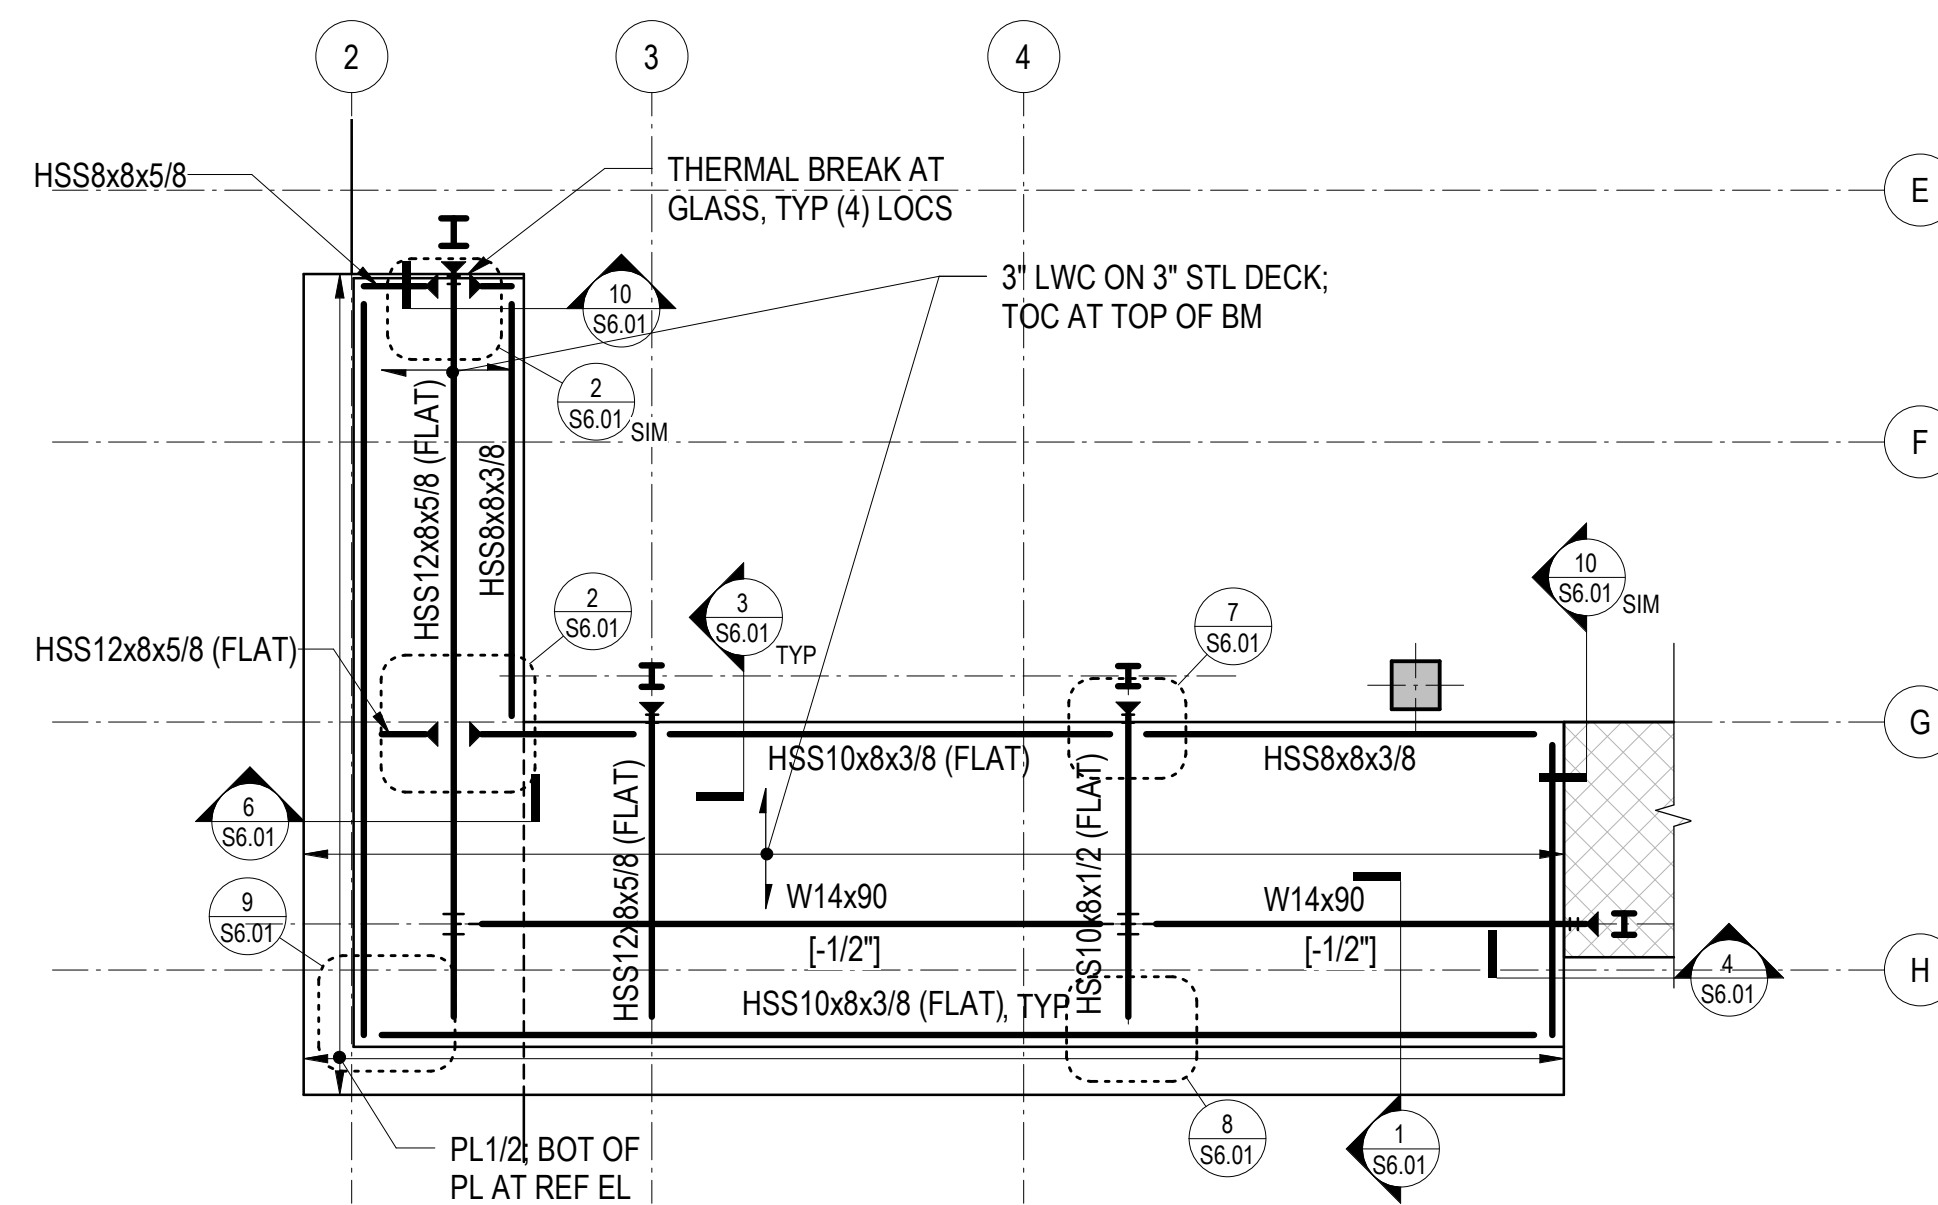 2
3
4
HSS8x8x5/8
THERMAL BREAK AT
GLASS, TYP (4) LOCS
E
3" LWC ON 3" STL DECK;
TOC AT TOP OF BM
10
S6.01
2
S6.01
SIM
F
HSS12x8x5/8 (FLAT)
HSS8x8x3/8
10
S6.01
SIM
2
S6.01
3
S6.01
TYP
7
S6.01
HSS12x8x5/8 (FLAT)
G
HSS10x8x3/8 (FLAT)
HSS8x8x3/8
6
S6.01
HSS12x8x5/8 (FLAT)
HSS10x8x1/2 (FLAT)
W14x90
[-1/2"]
W14x90
[-1/2"]
9
S6.01
4
S6.01
H
HSS10x8x3/8 (FLAT), TYP
8
S6.01
1
S6.01
PL1/2; BOT OF
PL AT REF EL